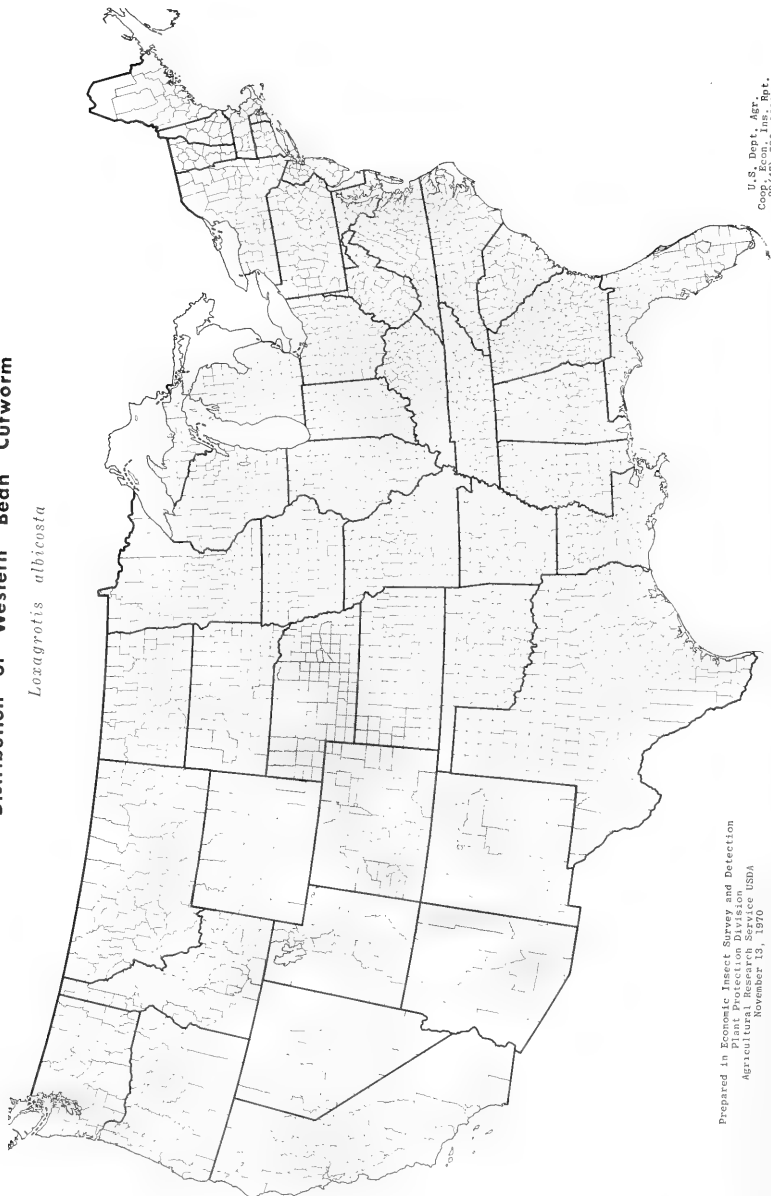 Distribution of Western Bean Cutworm
Loxagrotis albicosta
Prepared in Economic Insect Survey and Detection
Plant Protection Division
Agricultural Research Service USDA
November 13, 1970
U.S. Dept. Agr.
Coop. Econ. Ins. Rpt.